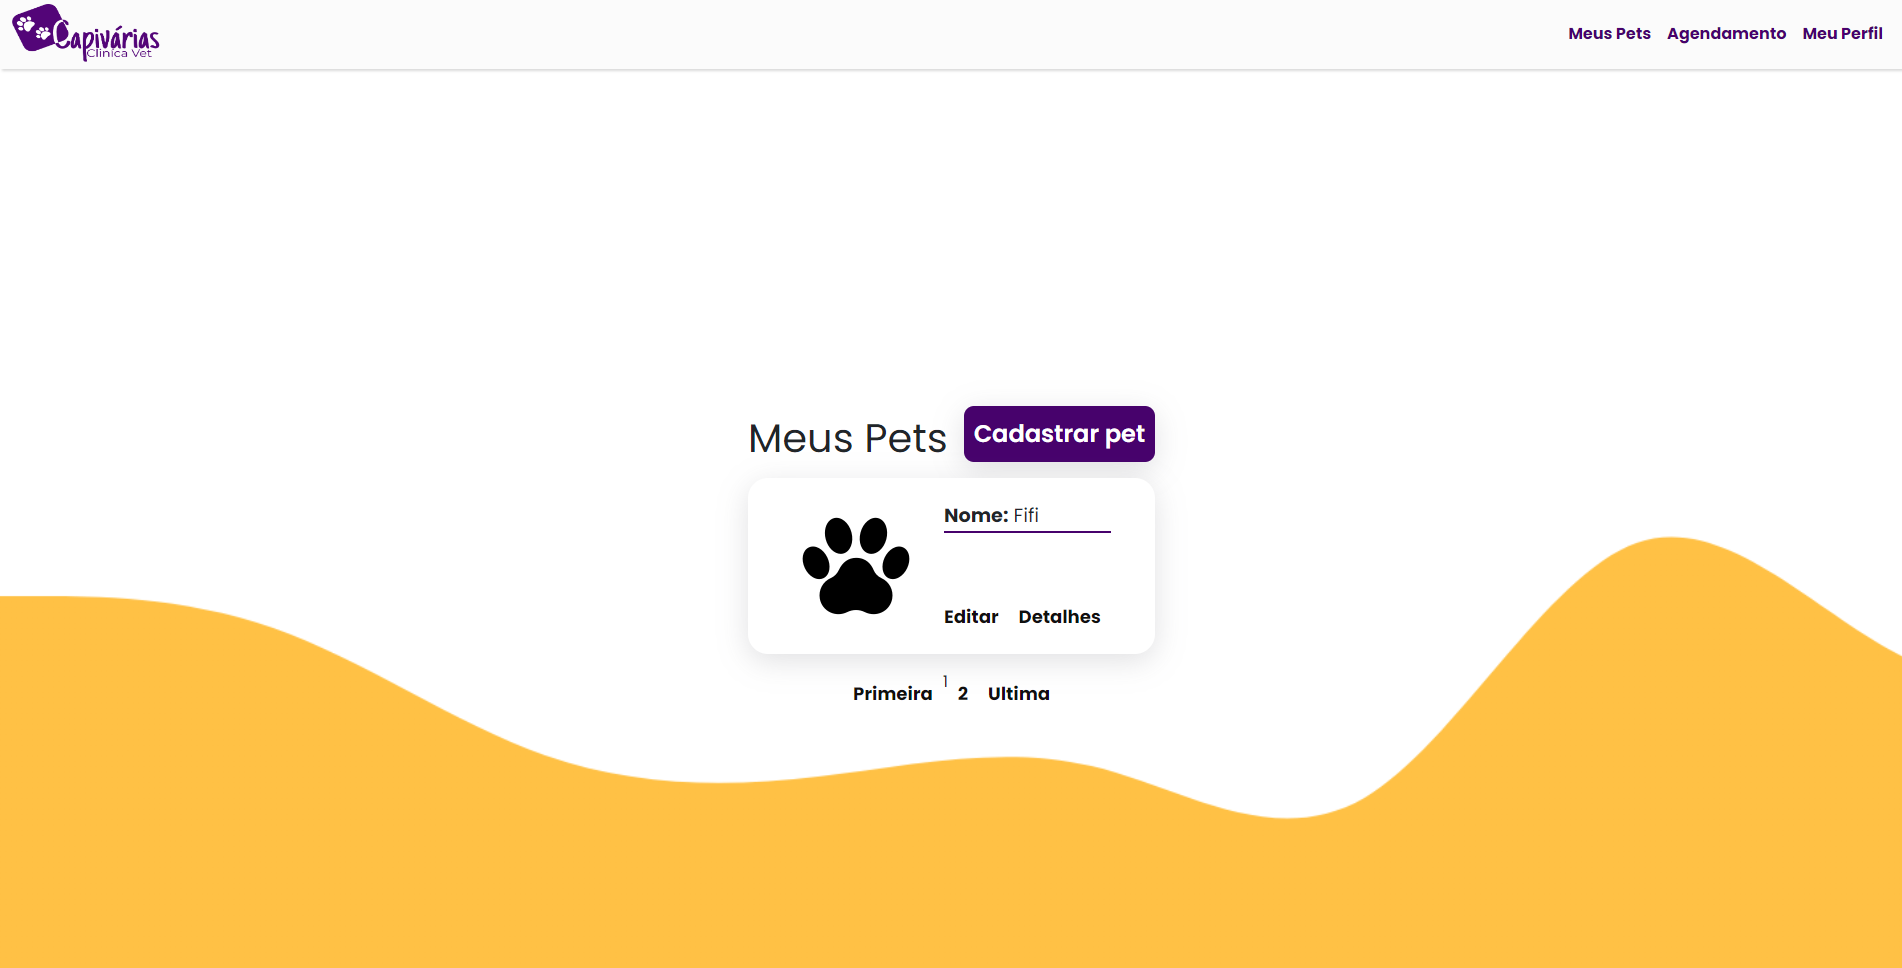 Capivárias
Clinica Vet
Meus Pets Agendamento Meu Perfil
Meus Pets Cadastrar pet
Nome: Fifi
Editar Detalhes
Primeira 1 2 Ultima